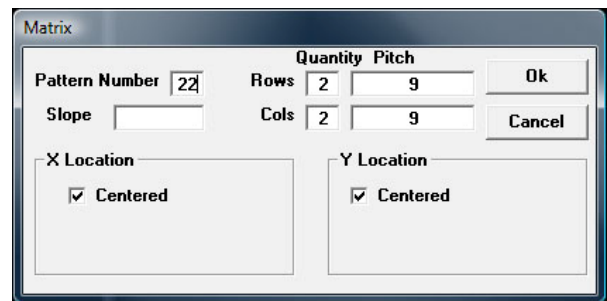 Matrix
Quantity Pitch
Pattern Number 22 Rows 2 9 Ok
Slope Cols 2 9 Cancel
X Location Y Location
Centered Centered